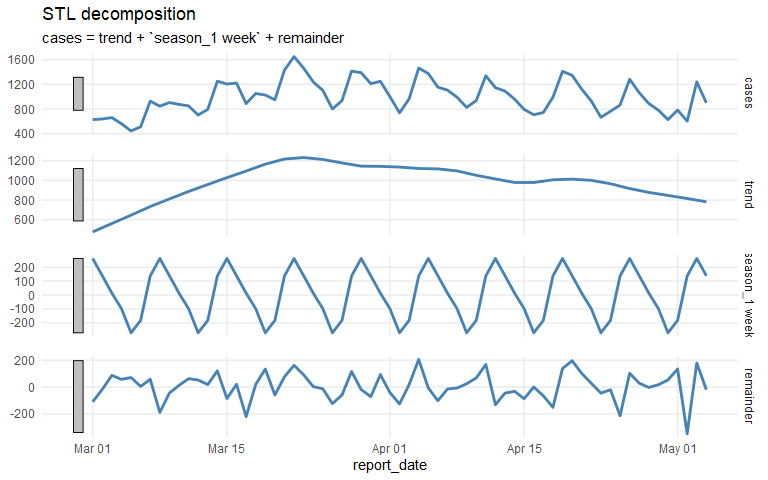 STL decomposition
cases = trend + `season_1 week` + remainder
1600
1200
800
400
cases
1200
1000
800
600
trend
200
100
0
-100
-200
season_1 week
200
0
-200
remainder
Mar 01 Mar 15 Apr 01 Apr 15 May 01
report_date